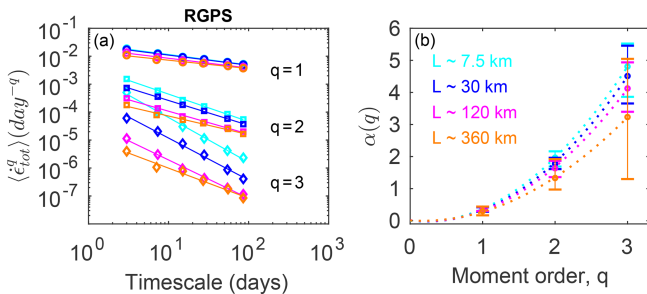 RGPS
(a)
10^-1
10^-2
10^-3
10^-4
10^-5
10^-6
10^-7
⟨ε̇^q_tot⟩(day^-q)
q=1
q=2
q=3
10^0
10^1
10^2
10^3
Timescale (days)
(b)
6
5
4
3
2
1
0
α(q)
L ~ 7.5 km
L ~ 30 km
L ~ 120 km
L ~ 360 km
0 1 2 3
Moment order, q